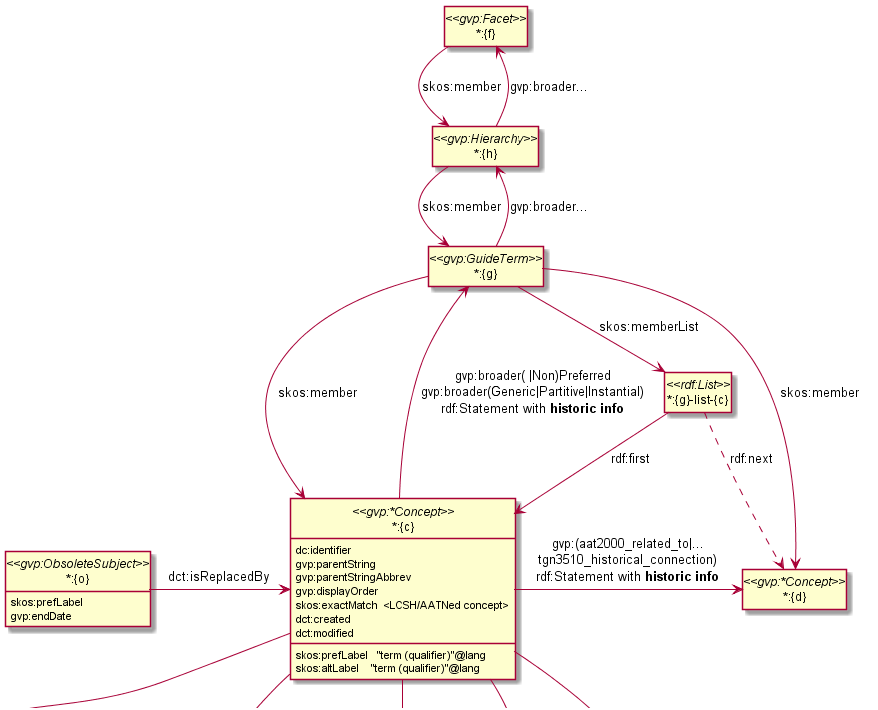 <<gvp:Facet>>
*:{f}
skos:member
gvp:broader...
<<gvp:Hierarchy>>
*:{h}
skos:member
gvp:broader...
<<gvp:GuideTerm>>
*:{g}
skos:memberList
gvp:broader( |Non)Preferred
gvp:broader(Generic|Partitive|Instantial)
rdf:Statement with historic info
skos:member
<<rdf:List>>
*:{g}-list-{c}
skos:member
rdf:first
rdf:next
<<gvp:*Concept>>
*:{c}
dc:identifier
gvp:parentString
gvp:parentStringAbbrev
gvp:displayOrder
skos:exactMatch <LCSH/AATNed concept>
dct:created
dct:modified
skos:prefLabel "term (qualifier)"@lang
skos:altLabel "term (qualifier)"@lang
<<gvp:ObsoleteSubject>>
*:{o}
skos:prefLabel
gvp:endDate
dct:isReplacedBy
gvp:(aat2000_related_to|...
tgn3510_historical_connection)
rdf:Statement with historic info
<<gvp:*Concept>>
*:{d}